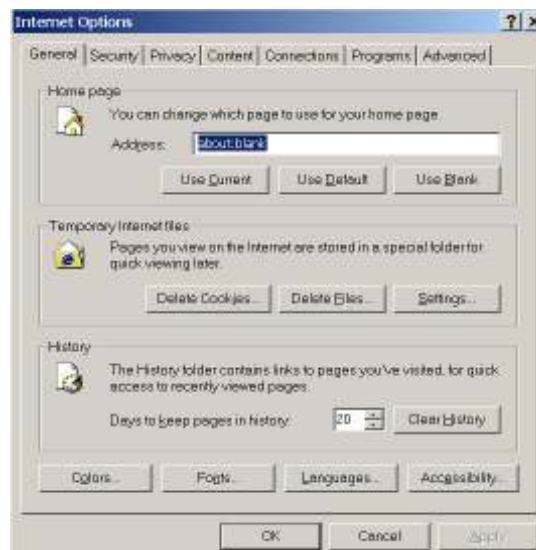 Internet Options
General Security Privacy Content Connections Programs Advanced
Home page
You can change which page to use for your home page.
Address: about:blank
Use Current Use Default Use Blank
Temporary Internet files
Pages you view on the Internet are stored in a special folder for
quick viewing later.
Delete Cookies... Delete Files... Settings...
History
The History folder contains links to pages you've visited, for quick
access to recently viewed pages.
Days to keep pages in history: 20 Clear History
Colors... Fonts... Languages... Accessibility...
OK Cancel Apply